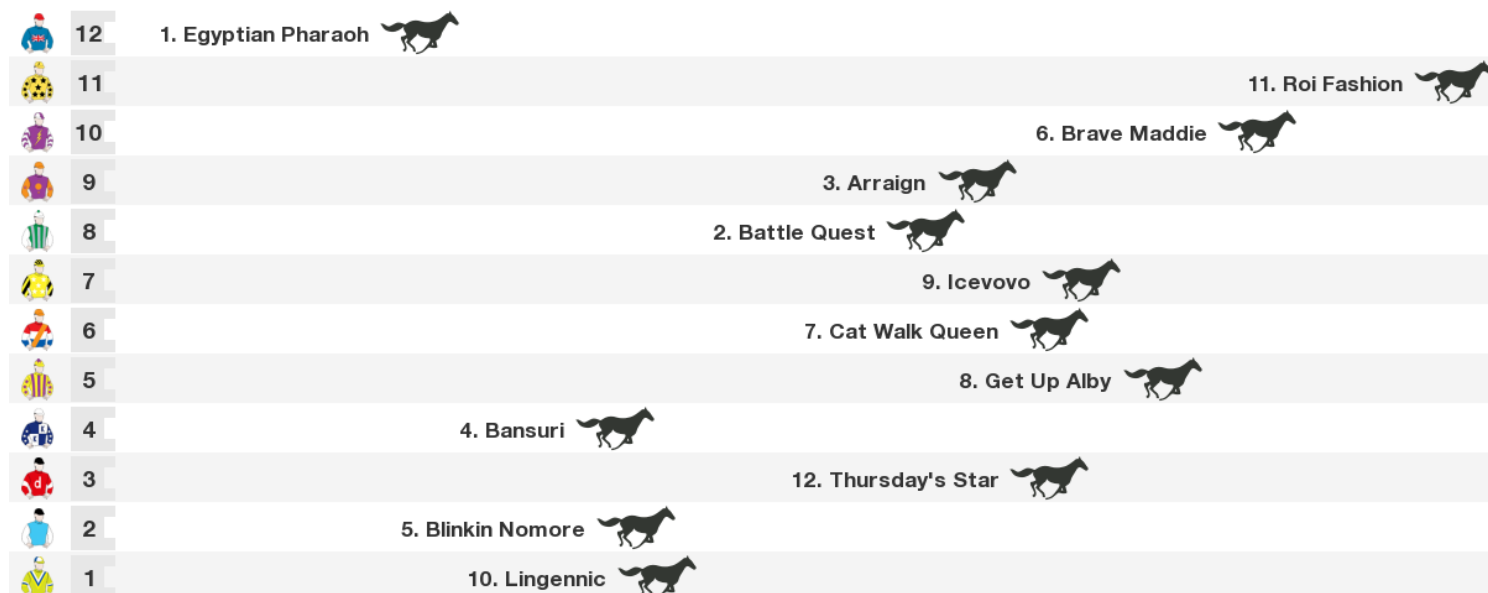 12 1. Egyptian Pharaoh
11 11. Roi Fashion
10 6. Brave Maddie
9 3. Arraign
8 2. Battle Quest
7 9. Icevovo
6 7. Cat Walk Queen
5 8. Get Up Alby
4 4. Bansuri
3 12. Thursday's Star
2 5. Blinkin Nomore
1 10. Lingennic